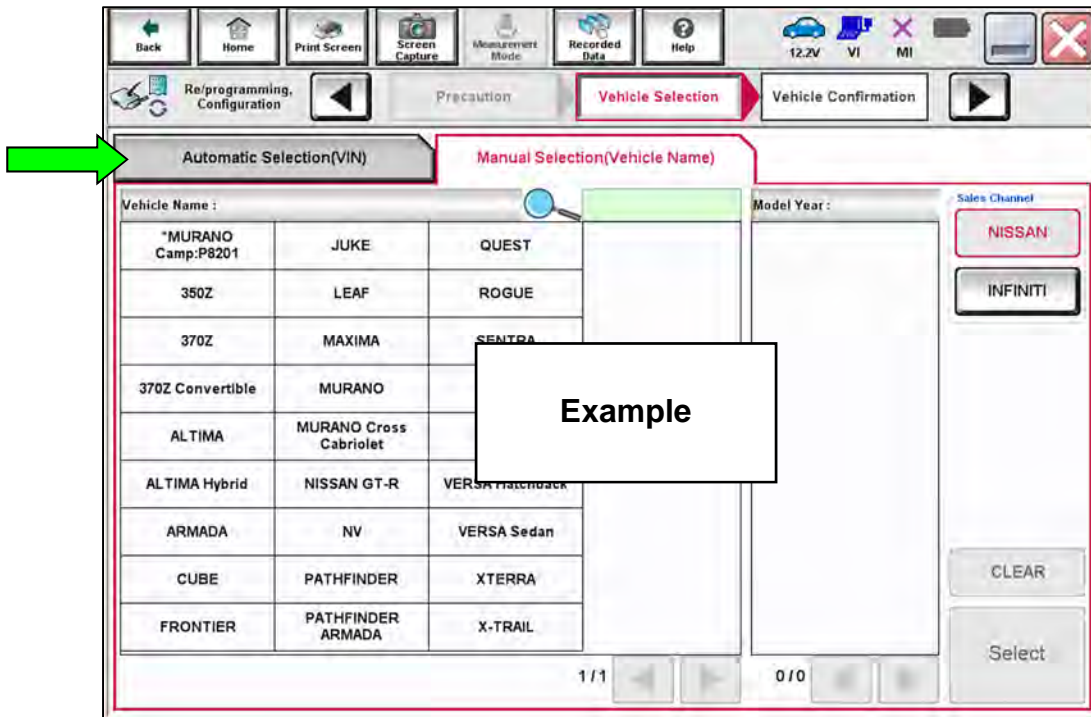 Back
Home
Print Screen
Screen
Capture
Measurement
Mode
Recorded
Data
Help
12.2V
VI
MI
Re/programming,
Configuration
Precaution
Vehicle Selection
Vehicle Confirmation
Automatic Selection(VIN)
Manual Selection(Vehicle Name)
Vehicle Name :
Model Year :
Sales Channel
*MURANO
Camp:P8201
JUKE
QUEST
NISSAN
350Z
LEAF
ROGUE
INFINITI
370Z
MAXIMA
SENTRA
370Z Convertible
MURANO
Example
ALTIMA
MURANO Cross
Cabriolet
ALTIMA Hybrid
NISSAN GT-R
VERSA Hatchback
ARMADA
NV
VERSA Sedan
CUBE
PATHFINDER
XTERRA
CLEAR
FRONTIER
PATHFINDER
ARMADA
X-TRAIL
Select
1/1
0/0